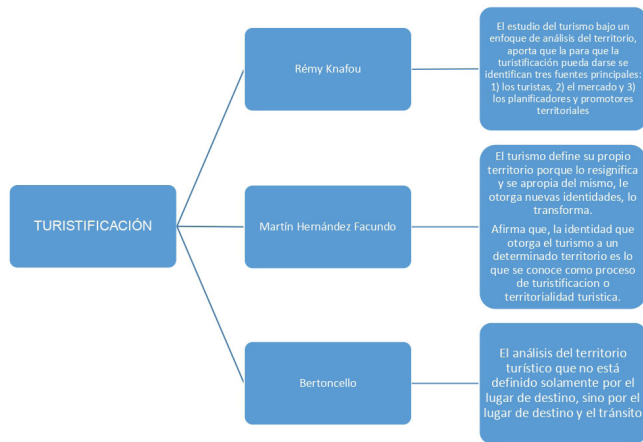 El estudio del turismo bajo un
enfoque de análisis del territorio,
aporta que la para que la
turistificación pueda darse se
identifican tres fuentes principales:
1) los turistas, 2) el mercado y 3)
los planificadores y promotores
territoriales
Rémy Knafou
El turismo define su propio
territorio porque lo resignifica
y se apropia del mismo, le
otorga nuevas identidades, lo
transforma.
Afirma que, la identidad que
otorga el turismo a un
determinado territorio es lo
que se conoce como proceso
de turistificacion o
territorialidad turistica.
TURISTIFICACIÓN
Martín Hernández Facundo
El análisis del territorio
turístico que no está
definido solamente por el
lugar de destino, sino por el
lugar de destino y el tránsito
Bertoncello